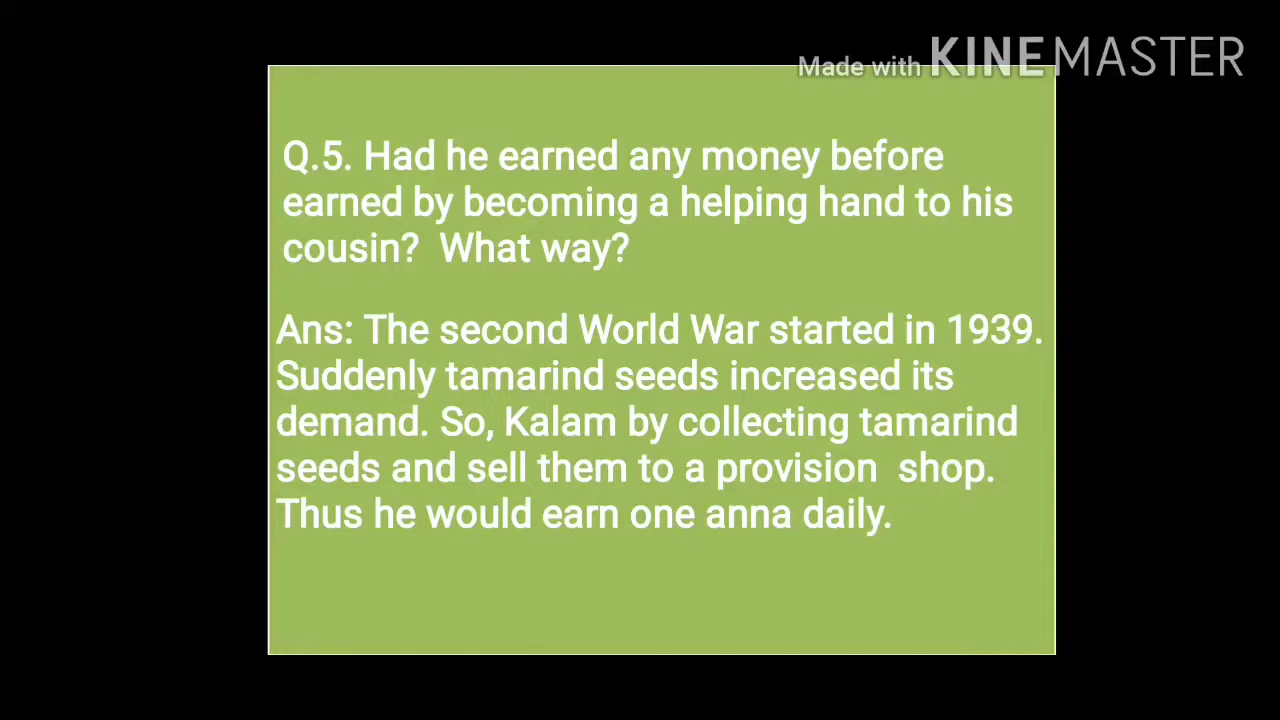 Made with KINEMASTER
Q.5. Had he earned any money before
earned by becoming a helping hand to his
cousin?  What way?
Ans: The second World War started in 1939.
Suddenly tamarind seeds increased its
demand. So, Kalam by collecting tamarind
seeds and sell them to a provision  shop.
Thus he would earn one anna daily.